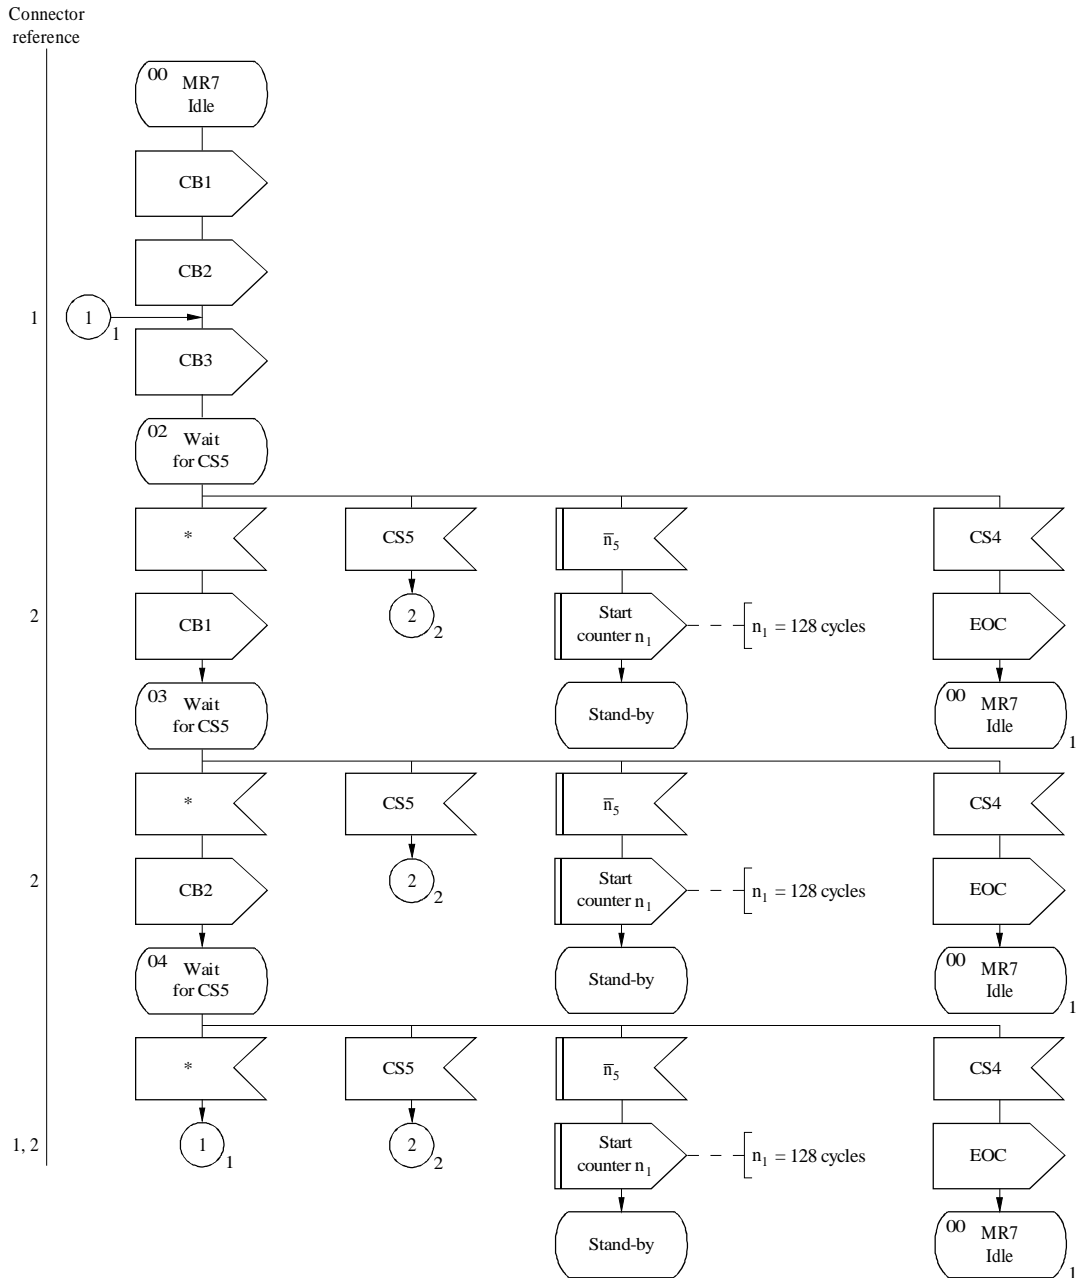 Connector
reference
00
MR7
Idle
CB1
CB2
1
1
1
CB3
02
Wait
for CS5
*
CS5
n̅₅
CS4
2
CB1
2
2
Start
counter n₁
n₁ = 128 cycles
EOC
03
Wait
for CS5
Stand-by
00
MR7
Idle
1
*
CS5
n̅₅
CS4
2
CB2
2
2
Start
counter n₁
n₁ = 128 cycles
EOC
04
Wait
for CS5
Stand-by
00
MR7
Idle
1
*
CS5
n̅₅
CS4
1, 2
1
1
2
2
Start
counter n₁
n₁ = 128 cycles
EOC
Stand-by
00
MR7
Idle
1